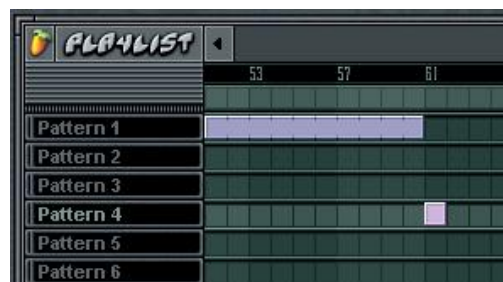 PLAYLIST
53 57 61
Pattern 1
Pattern 2
Pattern 3
Pattern 4
Pattern 5
Pattern 6